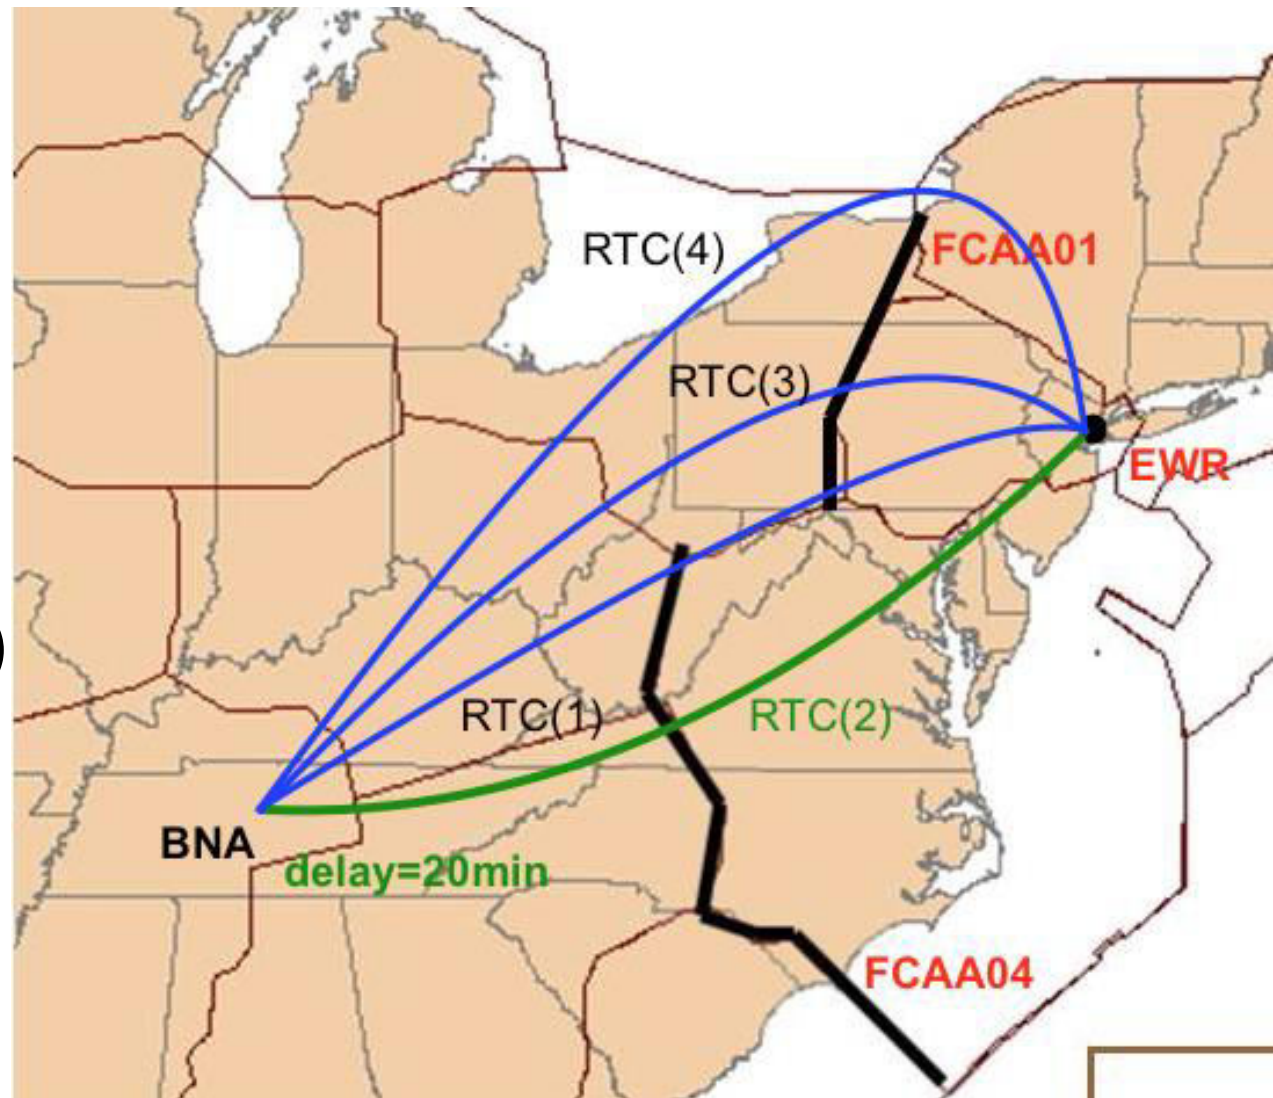 RTC(4)
FCAA01
RTC(3)
EWR
RTC(1)
RTC(2)
BNA
delay=20min
FCAA04
)